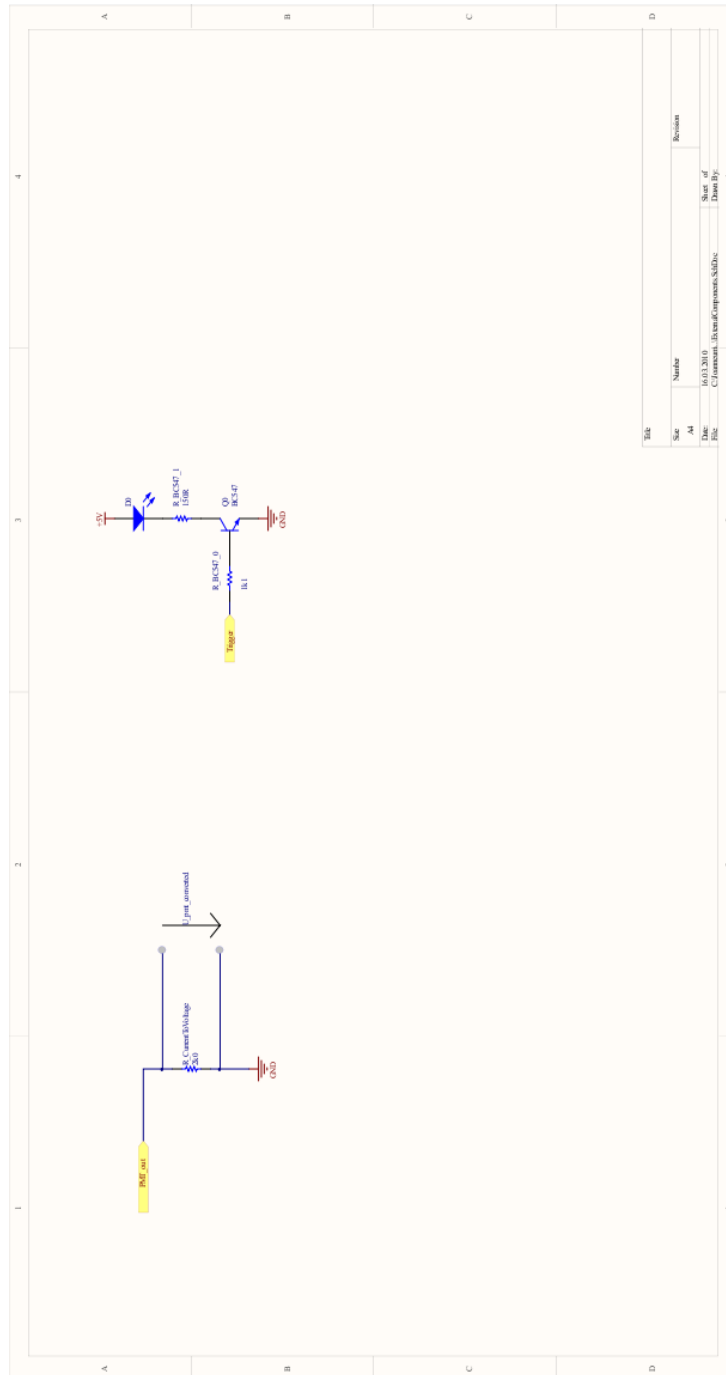 1
2
3
4
A
A
B
B
C
C
D
D
PMT_out
R_CurrentToVoltage
2k0
GND
U_pmt_converted
Trigger
R_BC547_0
1k1
+5V
D0
R_BC547_1
150R
Q0
BC547
GND
Title
Size
A4
Number
Revision
Date:
16.03.2010
Sheet of
File:
Drawn By: